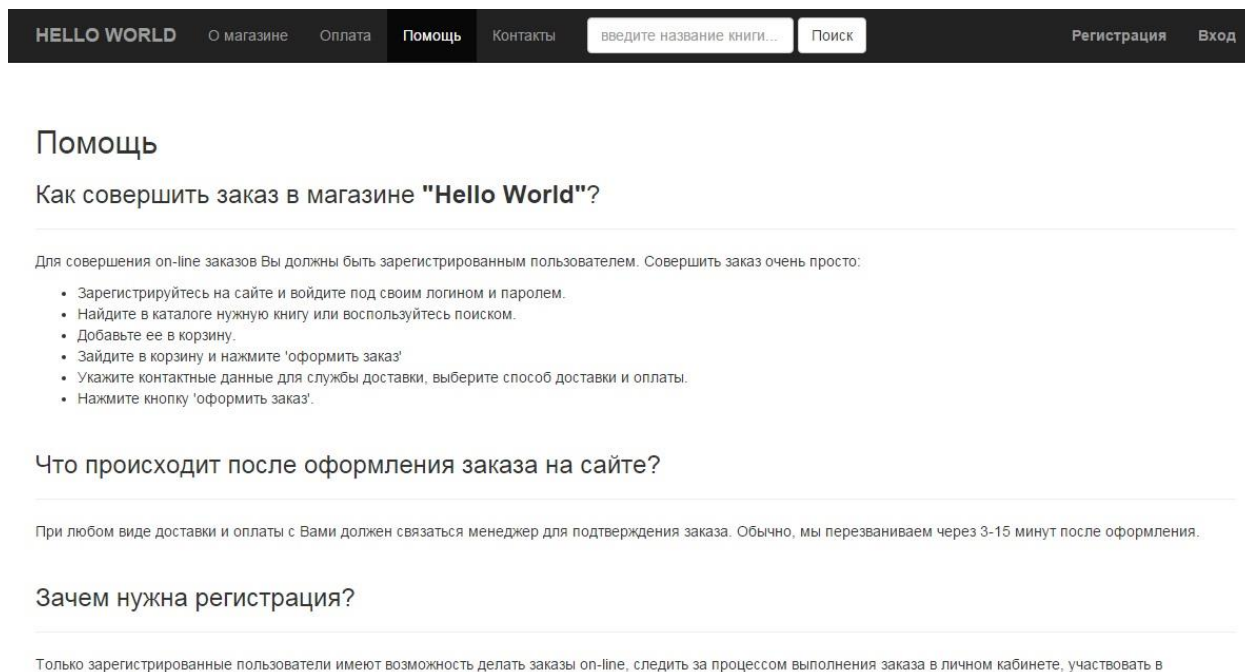 HELLO WORLD О магазине Оплата Помощь Контакты введите название книги... Поиск Регистрация Вход
Помощь
Как совершить заказ в магазине "Hello World"?
Для совершения on-line заказов Вы должны быть зарегистрированным пользователем. Совершить заказ очень просто:
• Зарегистрируйтесь на сайте и войдите под своим логином и паролем.
• Найдите в каталоге нужную книгу или воспользуйтесь поиском.
• Добавьте ее в корзину.
• Зайдите в корзину и нажмите 'оформить заказ'
• Укажите контактные данные для службы доставки, выберите способ доставки и оплаты.
• Нажмите кнопку 'оформить заказ'.
Что происходит после оформления заказа на сайте?
При любом виде доставки и оплаты с Вами должен связаться менеджер для подтверждения заказа. Обычно, мы перезваниваем через 3-15 минут после оформления.
Зачем нужна регистрация?
Только зарегистрированные пользователи имеют возможность делать заказы on-line, следить за процессом выполнения заказа в личном кабинете, участвовать в